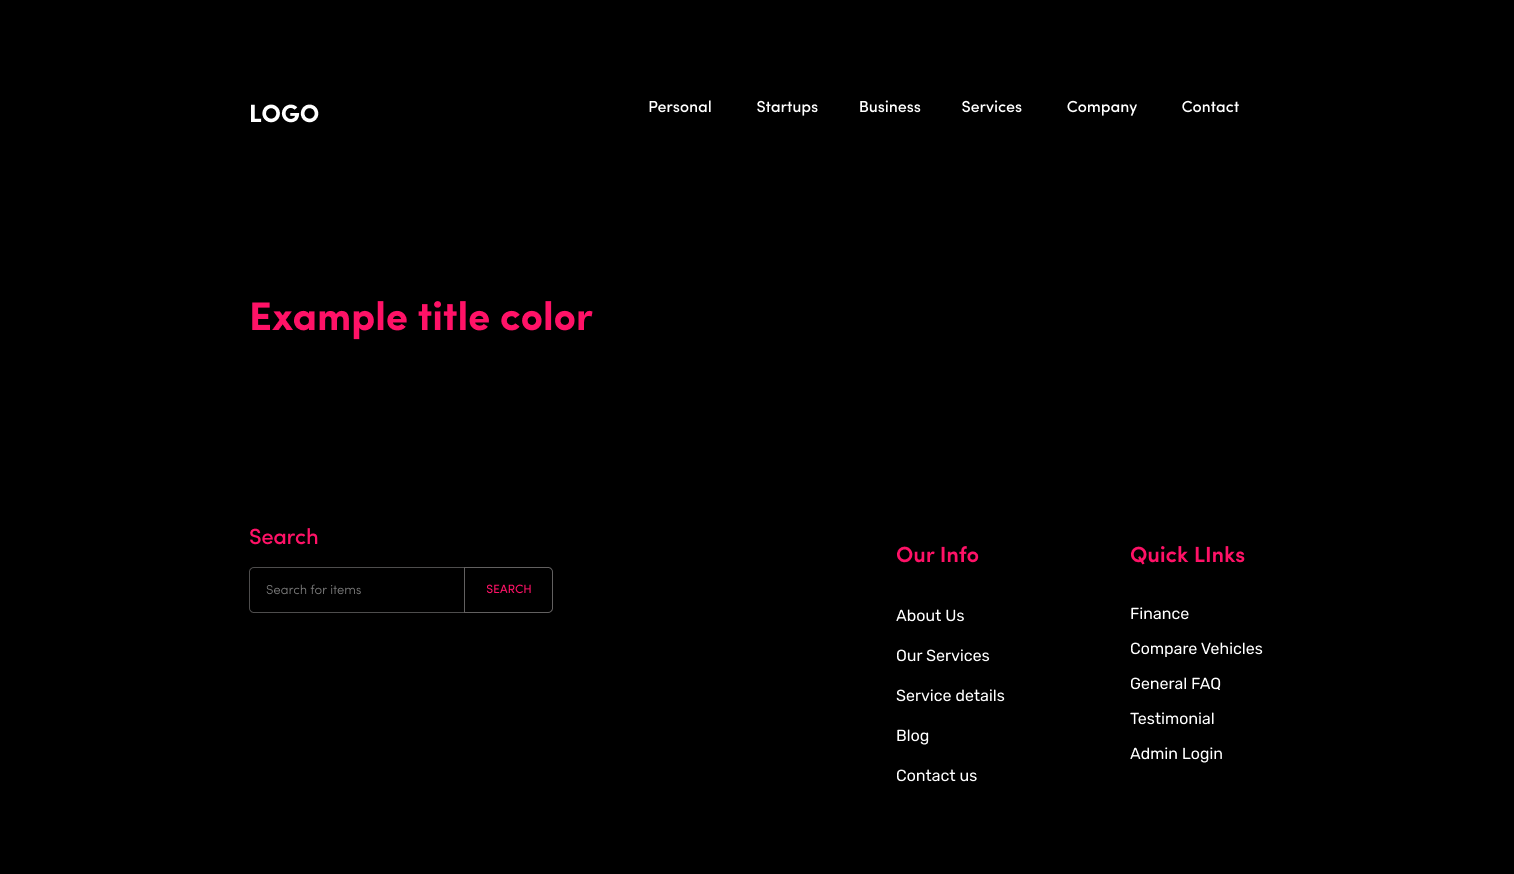 LOGO
Personal
Startups
Business
Services
Company
Contact
Example title color
Search
Search for items
SEARCH
Our Info
About Us
Our Services
Service details
Blog
Contact us
Quick LInks
Finance
Compare Vehicles
General FAQ
Testimonial
Admin Login